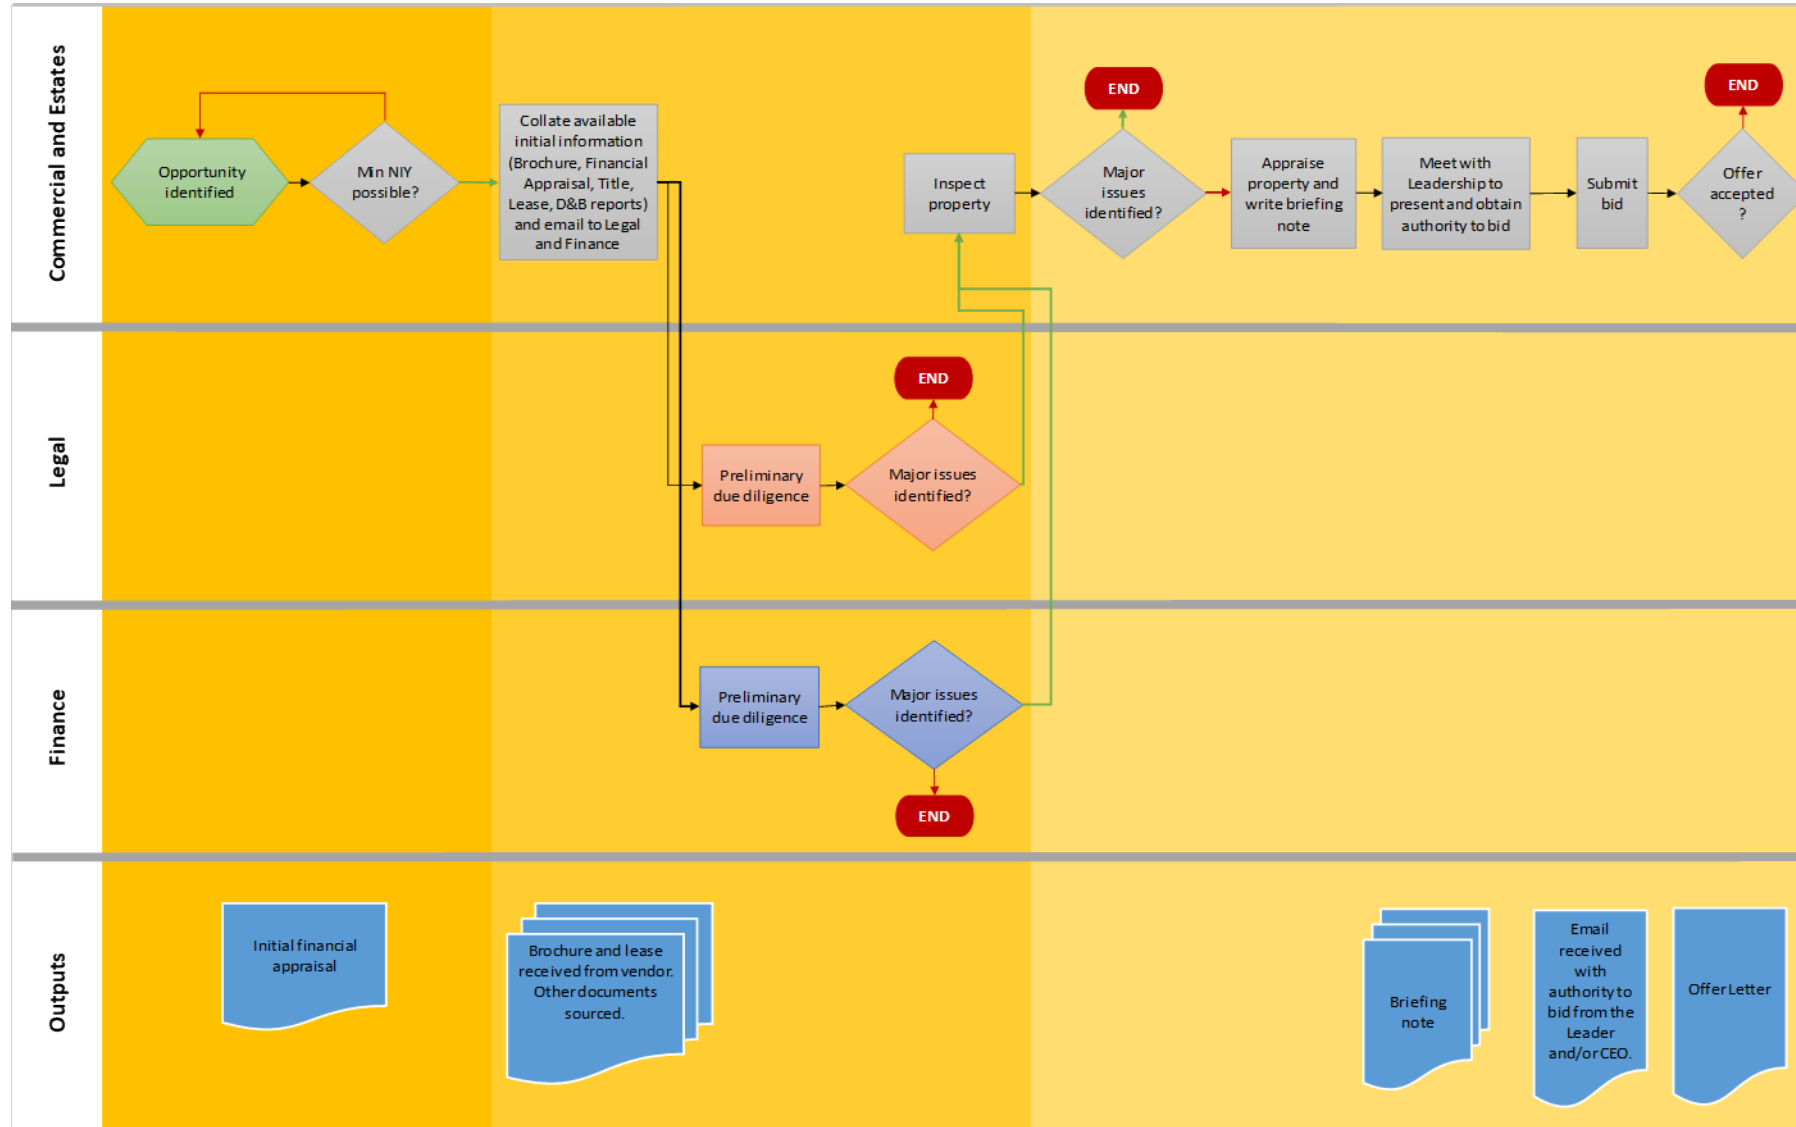 Commercial and Estates
Opportunity
identified
Min NIY
possible?
Collate available
initial information
(Brochure, Financial
Appraisal, Title,
Lease, D&B reports)
and email to Legal
and Finance
Inspect
property
END
Major
issues
identified?
Appraise
property and
write briefing
note
Meet with
Leadership to
present and obtain
authority to bid
Submit
bid
END
Offer
accepted
?
Legal
Preliminary
due diligence
END
Major issues
identified?
Finance
Preliminary
due diligence
Major issues
identified?
END
Outputs
Initial financial
appraisal
Brochure and lease
received from vendor.
Other documents
sourced.
Briefing
note
Email
received
with
authority to
bid from the
Leader
and/or CEO.
Offer Letter